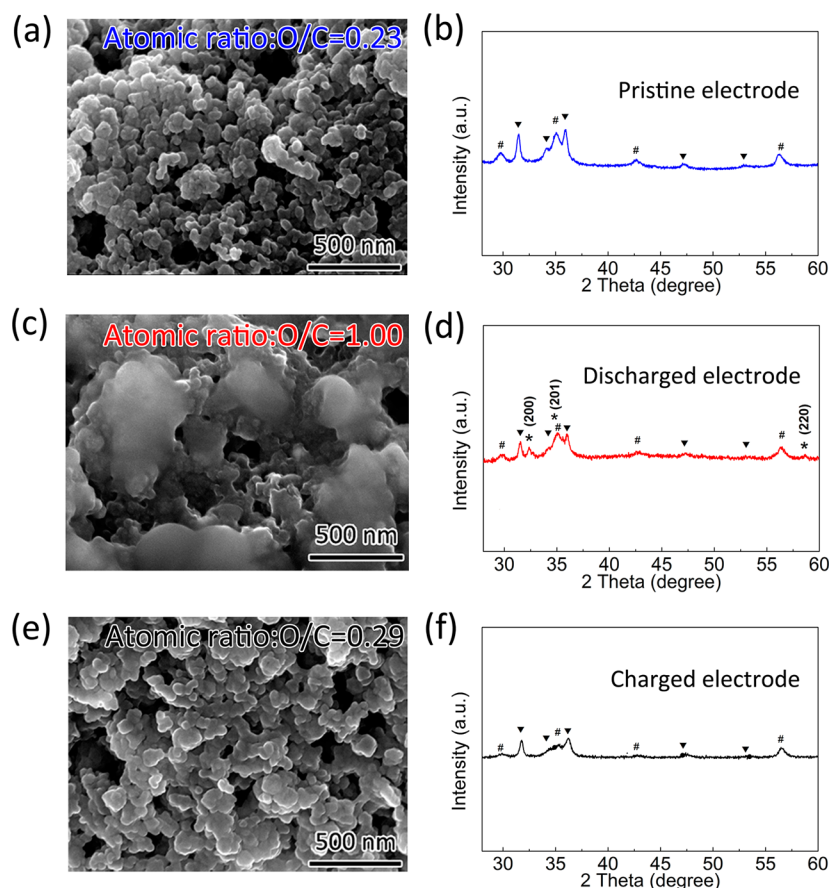 (a)
Atomic ratio:O/C=0.23
500 nm
(b)
Pristine electrode
# ▼ ▼ # ▼ # ▼ ▼ #
Intensity (a.u.)
30 35 40 45 50 55 60
2 Theta (degree)
(c)
Atomic ratio:O/C=1.00
500 nm
(d)
Discharged electrode
(200) (201) (220)
# ▼ * ▼ * # ▼ # ▼ ▼ # *
Intensity (a.u.)
30 35 40 45 50 55 60
2 Theta (degree)
(e)
Atomic ratio:O/C=0.29
500 nm
(f)
Charged electrode
# ▼ ▼ # ▼ # ▼ ▼ #
Intensity (a.u.)
30 35 40 45 50 55 60
2 Theta (degree)